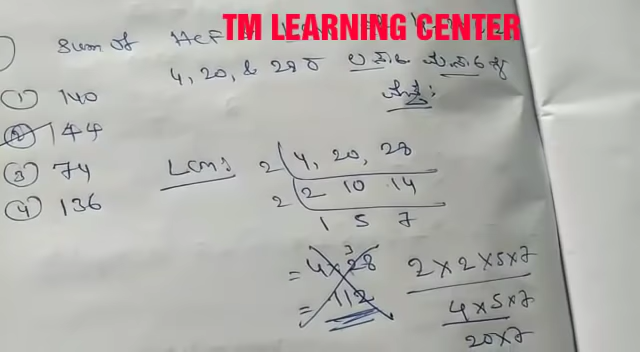 TM LEARNING CENTER
Sum of HCF
4, 20, & 28 ರ ಲ.ಸಾ.ಅ ಮ.ಸಾ.ಅ ಗಳ
ಮೊತ್ತ:
① 140
② 144
③ 74
④ 136
LCM:
2 4, 20, 28
2 2 10 14
1 5 7
= 4×28
= 112
2×2×5×7
4×5×7
20×7